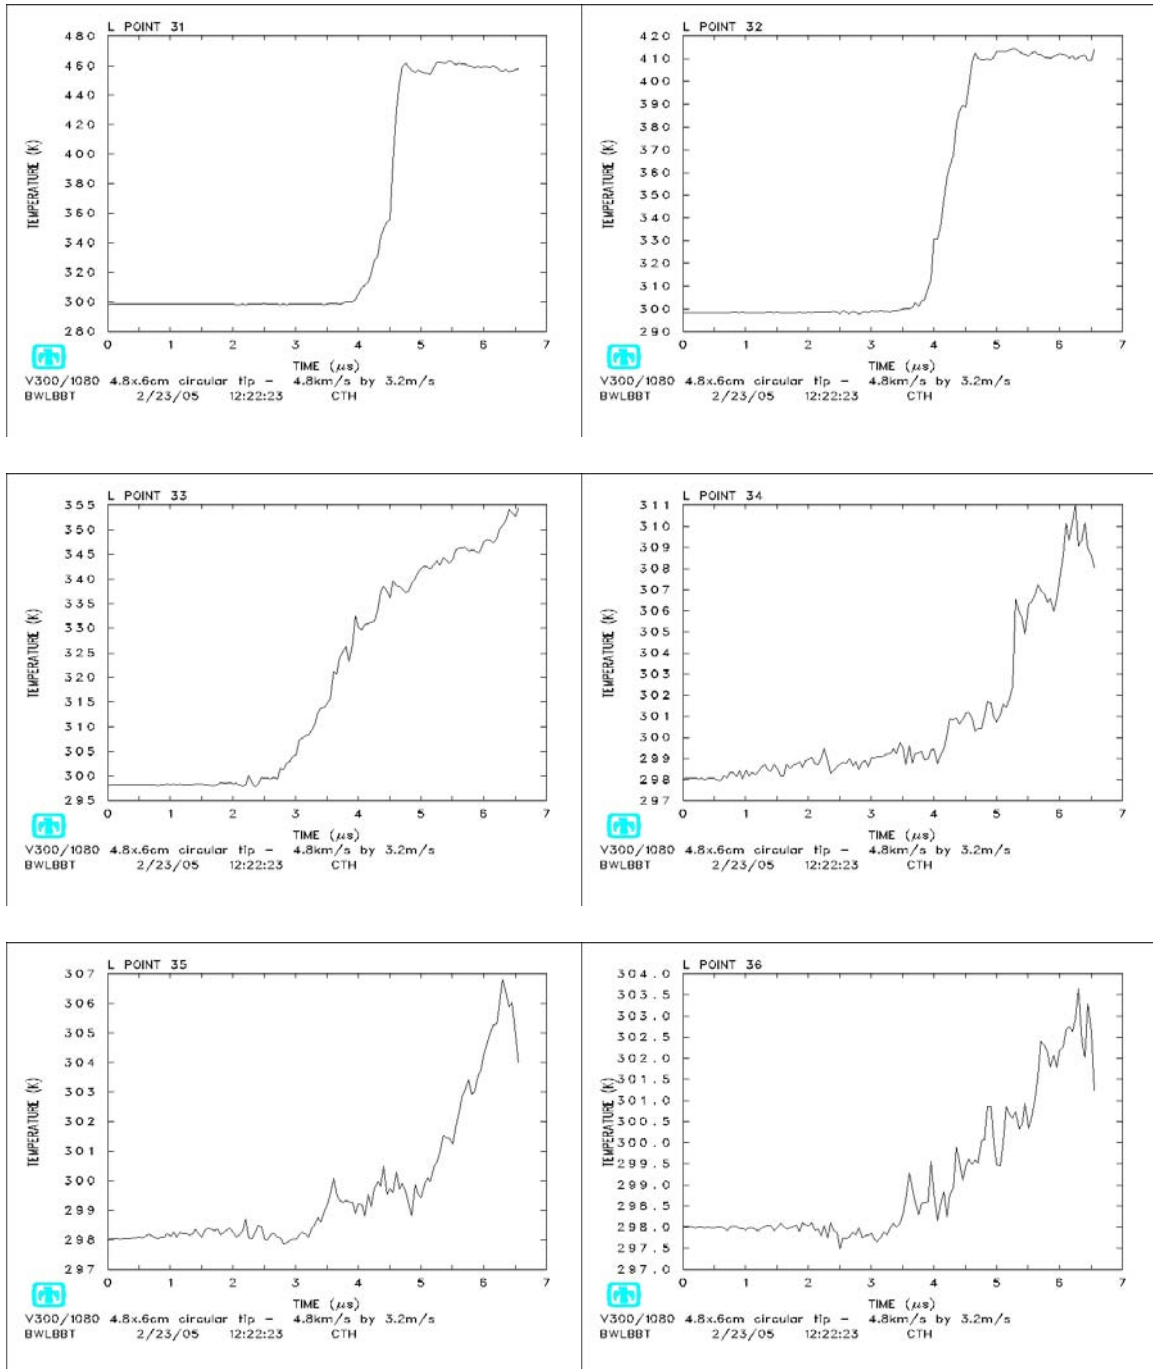 L POINT 31
480
460
440
420
400
380
360
340
320
300
280
TEMPERATURE (K)
0 1 2 3 4 5 6 7
TIME (μs)
V300/1080 4.8x.6cm circular tip - 4.8km/s by 3.2m/s
BWLBBT 2/23/05 12:22:23 CTH
L POINT 32
420
410
400
390
380
370
360
350
340
330
320
310
300
290
TEMPERATURE (K)
0 1 2 3 4 5 6 7
TIME (μs)
V300/1080 4.8x.6cm circular tip - 4.8km/s by 3.2m/s
BWLBBT 2/23/05 12:22:23 CTH
L POINT 33
355
350
345
340
335
330
325
320
315
310
305
300
295
TEMPERATURE (K)
0 1 2 3 4 5 6 7
TIME (μs)
V300/1080 4.8x.6cm circular tip - 4.8km/s by 3.2m/s
BWLBBT 2/23/05 12:22:23 CTH
L POINT 34
311
310
309
308
307
306
305
304
303
302
301
300
299
298
297
TEMPERATURE (K)
0 1 2 3 4 5 6 7
TIME (μs)
V300/1080 4.8x.6cm circular tip - 4.8km/s by 3.2m/s
BWLBBT 2/23/05 12:22:23 CTH
L POINT 35
307
306
305
304
303
302
301
300
299
298
297
TEMPERATURE (K)
0 1 2 3 4 5 6 7
TIME (μs)
V300/1080 4.8x.6cm circular tip - 4.8km/s by 3.2m/s
BWLBBT 2/23/05 12:22:23 CTH
L POINT 36
304.0
303.5
303.0
302.5
302.0
301.5
301.0
300.5
300.0
299.5
299.0
298.5
298.0
297.5
297.0
TEMPERATURE (K)
0 1 2 3 4 5 6 7
TIME (μs)
V300/1080 4.8x.6cm circular tip - 4.8km/s by 3.2m/s
BWLBBT 2/23/05 12:22:23 CTH